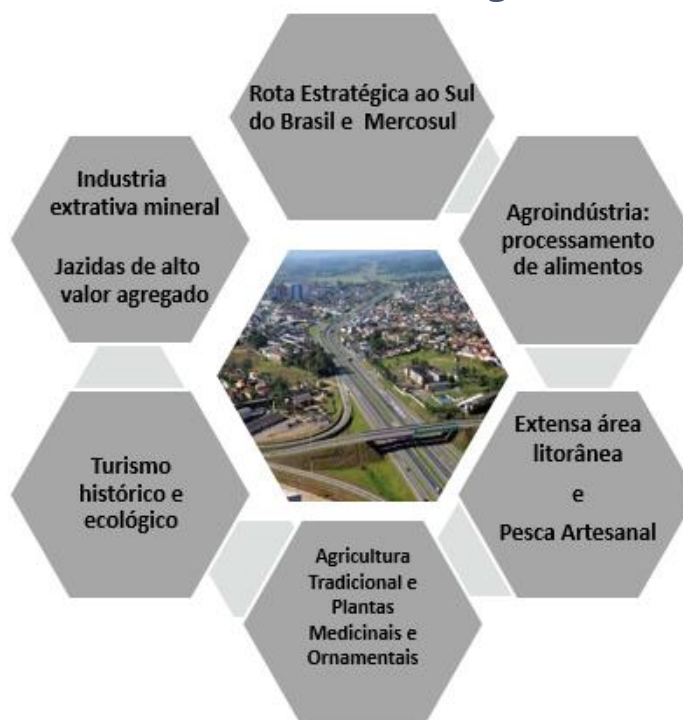 Rota Estratégica ao Sul
do Brasil e Mercosul
Agroindústria:
processamento
de alimentos
Extensa área
litorânea
e
Pesca Artesanal
Agricultura
Tradicional e
Plantas
Medicinais e
Ornamentais
Turismo
histórico e
ecológico
Industria
extrativa mineral
Jazidas de alto
valor agregado